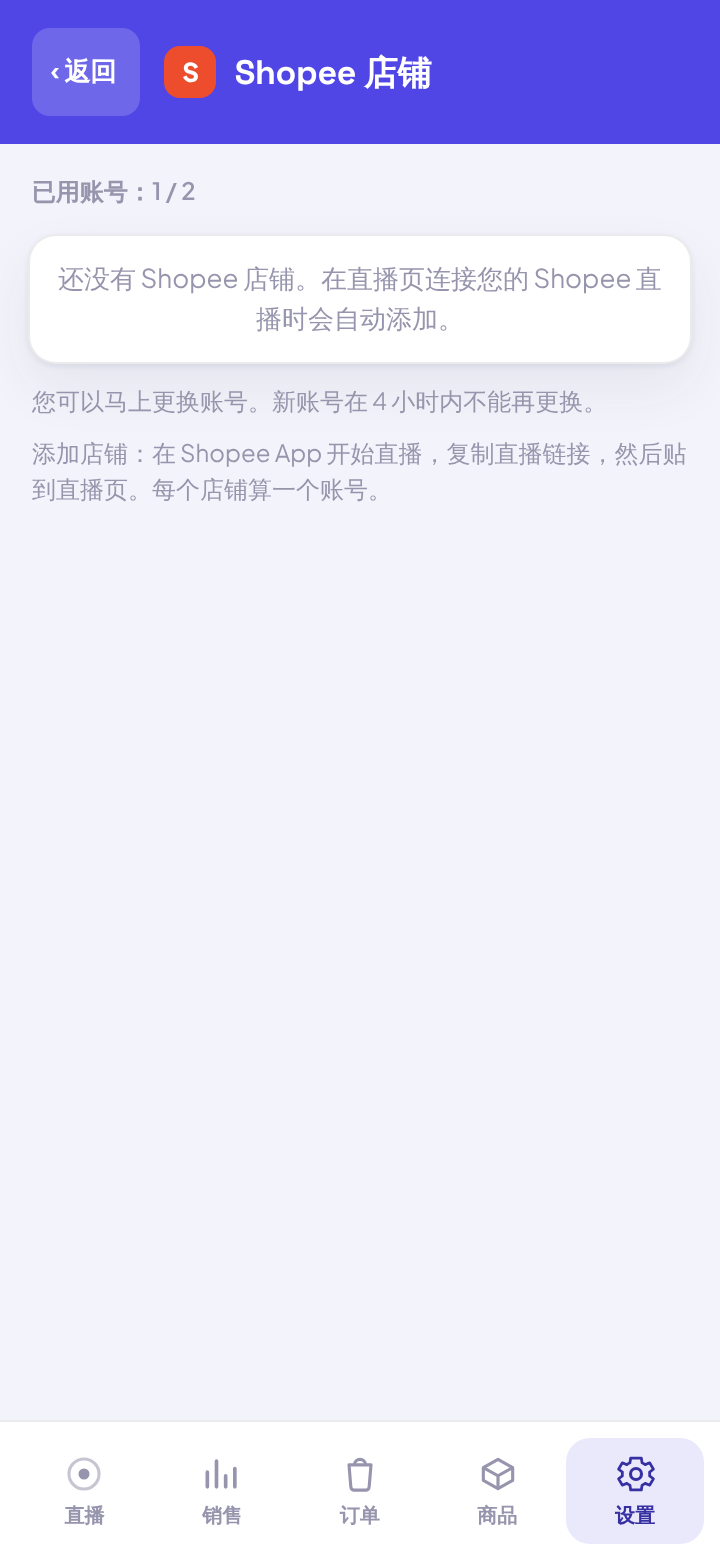 ‹ 返回
S
Shopee 店铺
已用账号：1 / 2
还没有 Shopee 店铺。在直播页连接您的 Shopee 直
播时会自动添加。
您可以马上更换账号。新账号在 4 小时内不能再更换。
添加店铺：在 Shopee App 开始直播，复制直播链接，然后贴
到直播页。每个店铺算一个账号。
直播
销售
订单
商品
设置